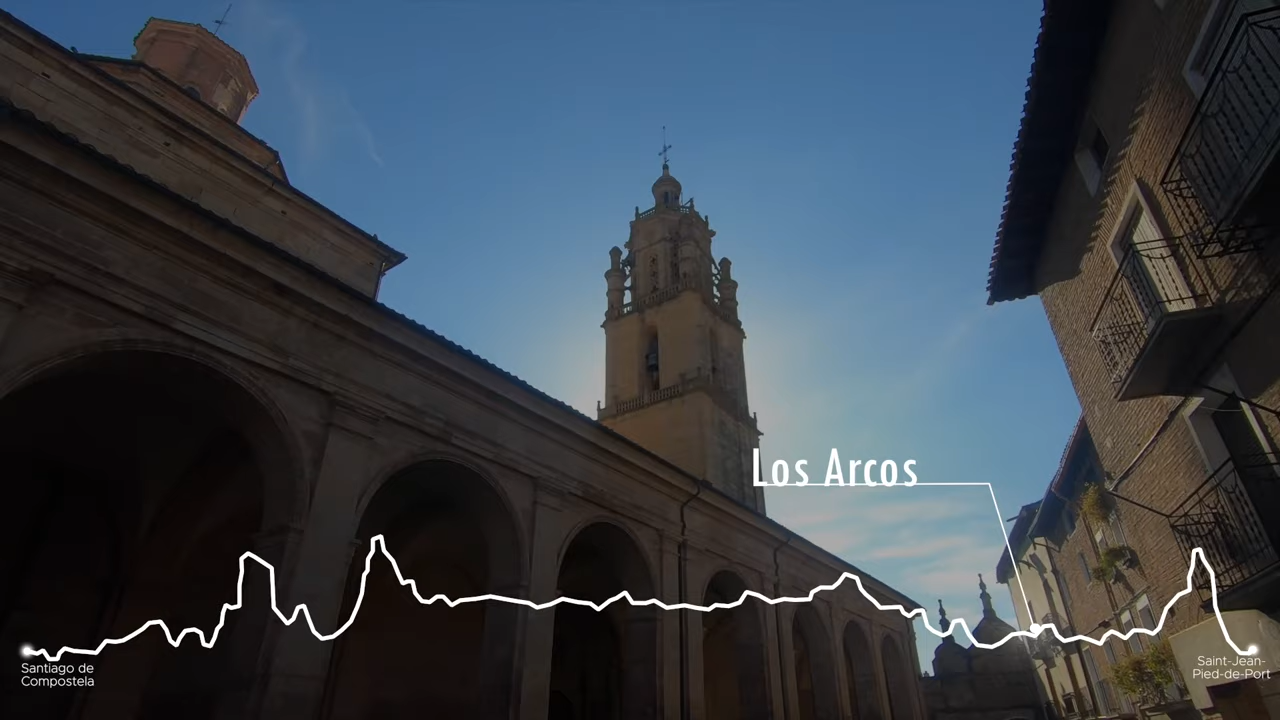 Los Arcos
Santiago de
Compostela
Saint-Jean-
Pied-de-Port